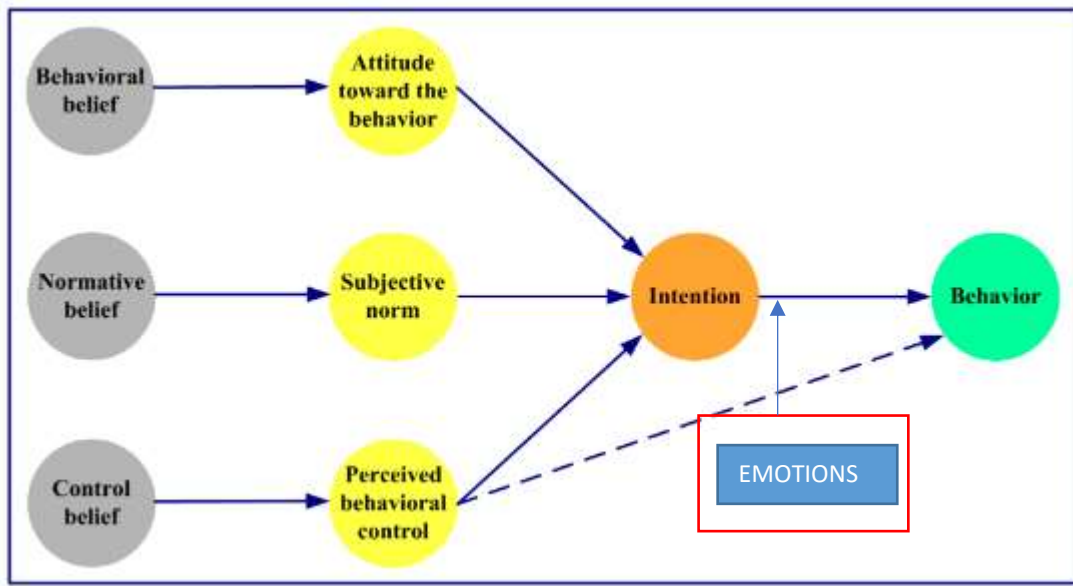 Behavioral
belief
Attitude
toward the
behavior
Normative
belief
Subjective
norm
Intention
Behavior
Control
belief
Perceived
behavioral
control
EMOTIONS